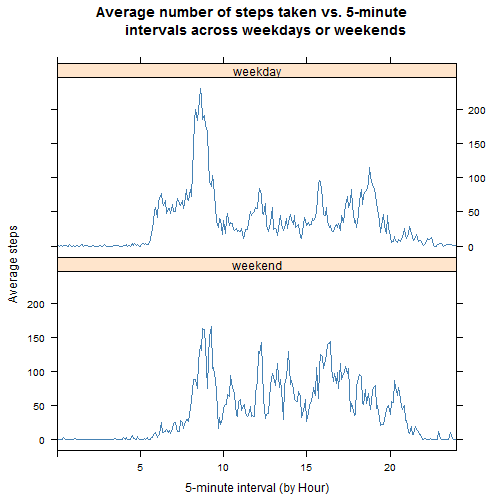 Average number of steps taken vs. 5-minute
intervals across weekdays or weekends
weekday
200
150
100
50
0
weekend
200
150
100
50
0
Average steps
5 10 15 20
5-minute interval (by Hour)